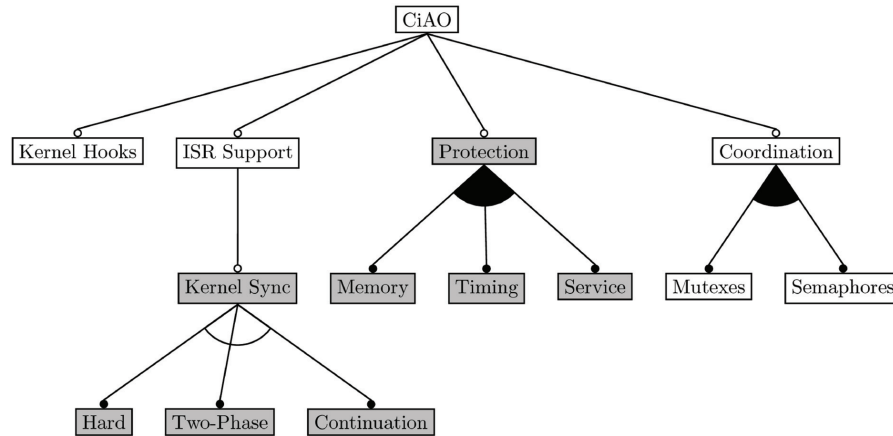 CiAO
Kernel Hooks
ISR Support
Protection
Coordination
Kernel Sync
Memory
Timing
Service
Mutexes
Semaphores
Hard
Two-Phase
Continuation